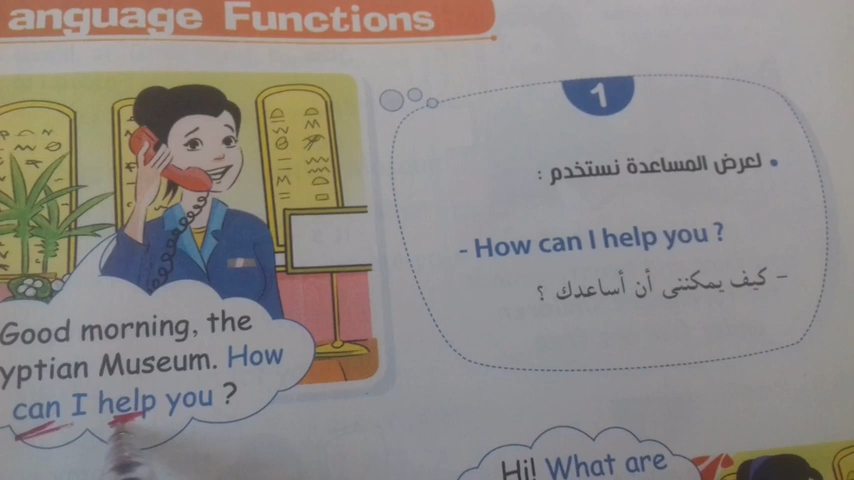 anguage Functions
1
• لعرض المساعدة نستخدم :
- How can I help you ?
- كيف يمكننى أن أساعدك ؟
Good morning, the
yptian Museum. How
can I help you ?
Hi! What are